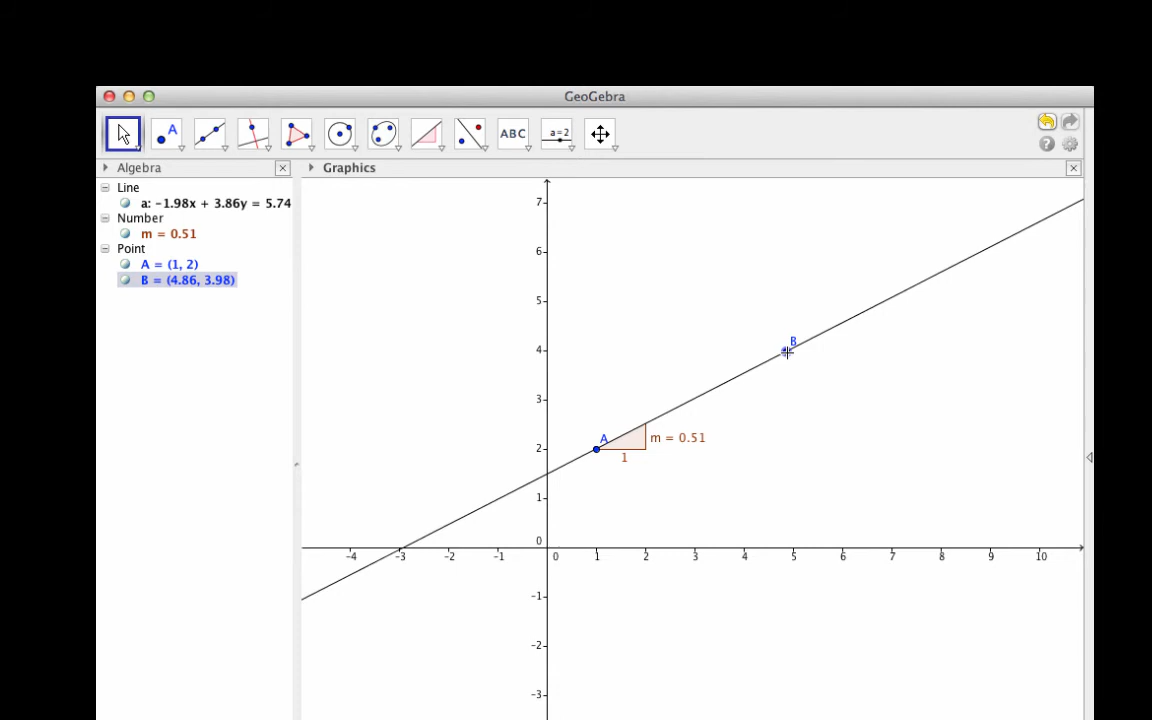 GeoGebra
A
ABC
a=2
Algebra
Graphics
Line
a: -1.98x + 3.86y = 5.74
Number
m = 0.51
Point
A = (1, 2)
B = (4.86, 3.98)
7
6
5
B
4
3
A
m = 0.51
2
1
1
0
-4 -3 -2 -1 0 1 2 3 4 5 6 7 8 9 10
-1
-2
-3